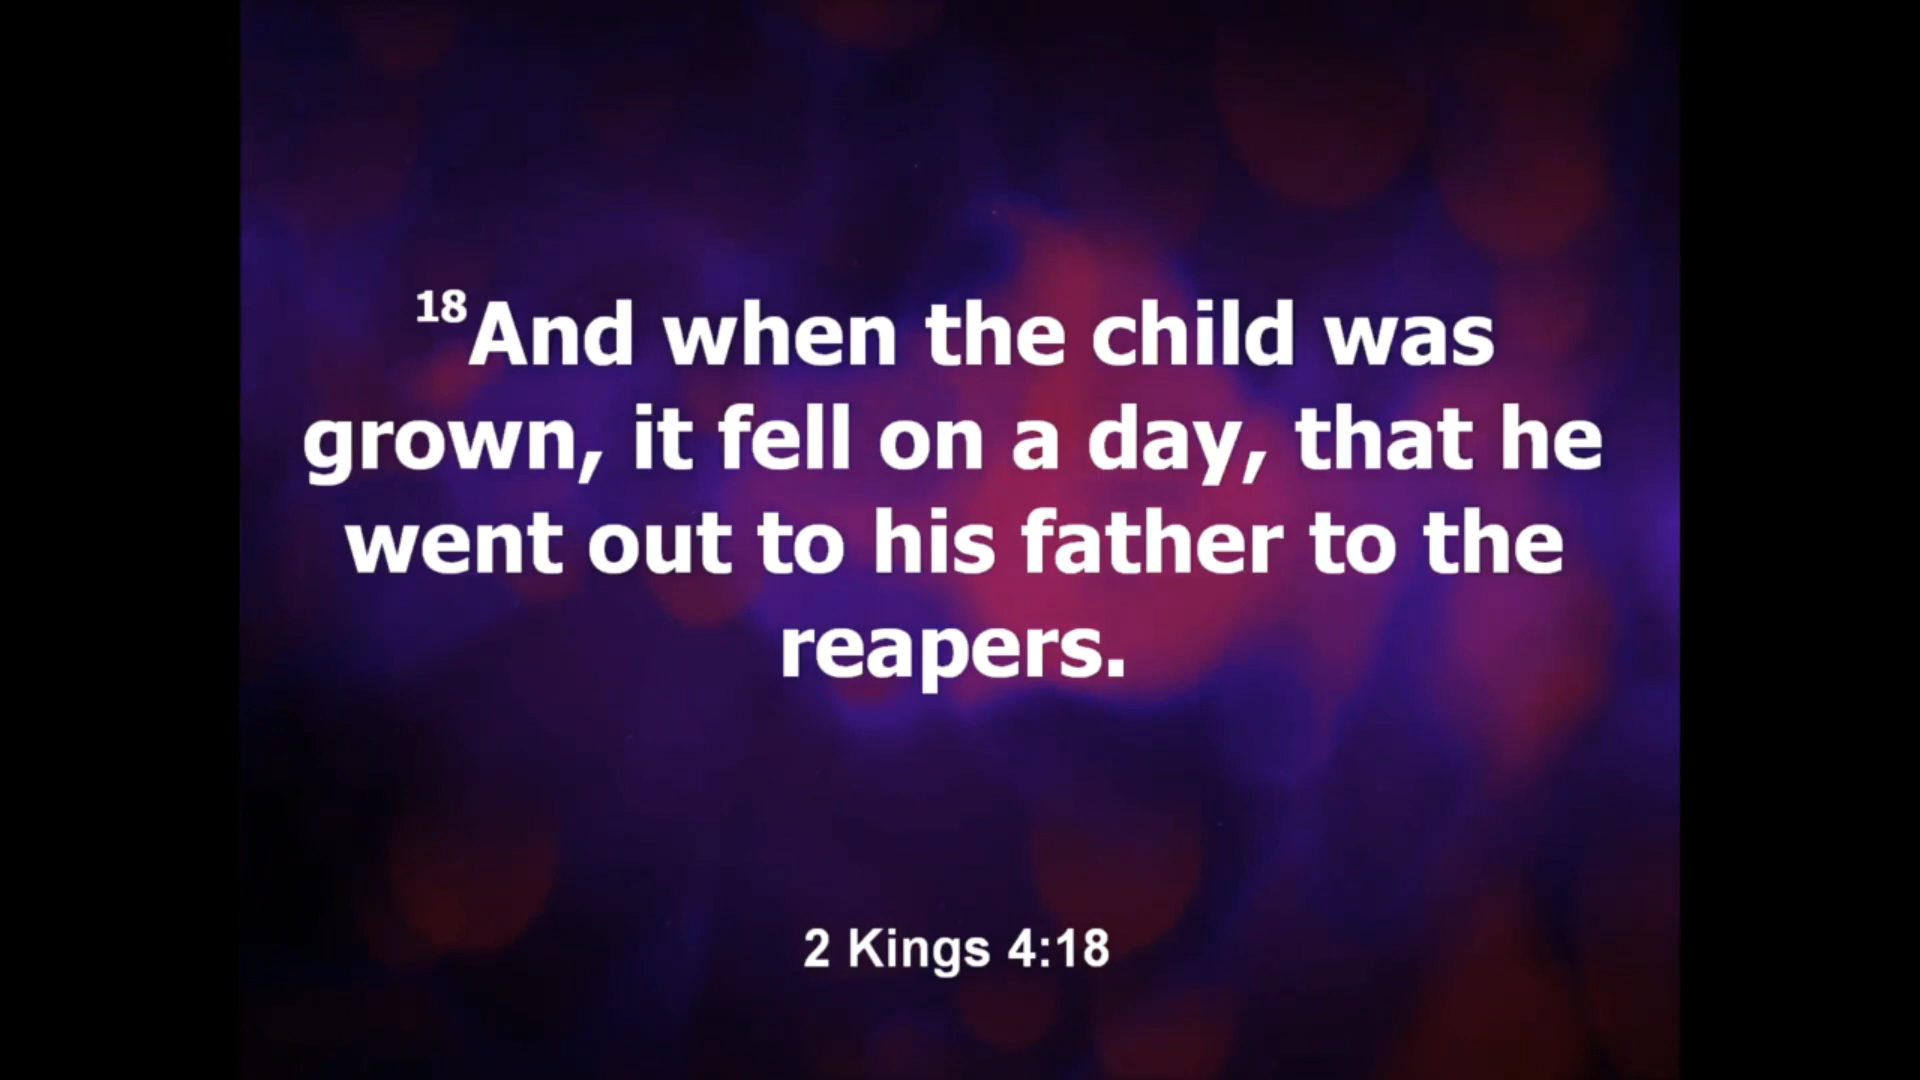 18And when the child was
grown, it fell on a day, that he
went out to his father to the
reapers.
2 Kings 4:18